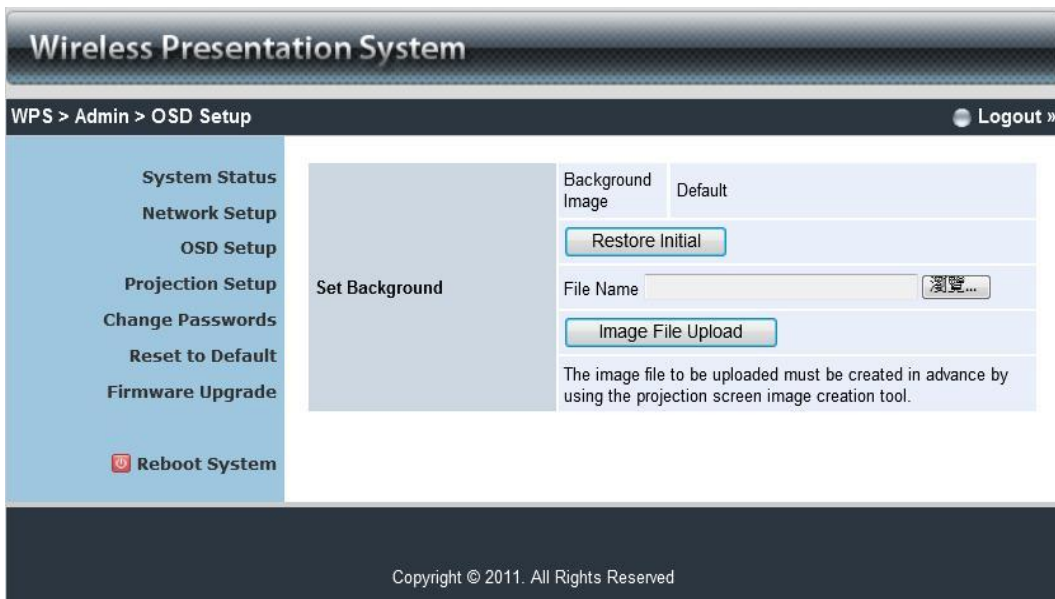 Wireless Presentation System
WPS > Admin > OSD Setup
Logout »
System Status
Network Setup
OSD Setup
Projection Setup
Change Passwords
Reset to Default
Firmware Upgrade
Reboot System
Set Background
Background
Image
Default
Restore Initial
File Name
瀏覽...
Image File Upload
The image file to be uploaded must be created in advance by
using the projection screen image creation tool.
Copyright © 2011. All Rights Reserved